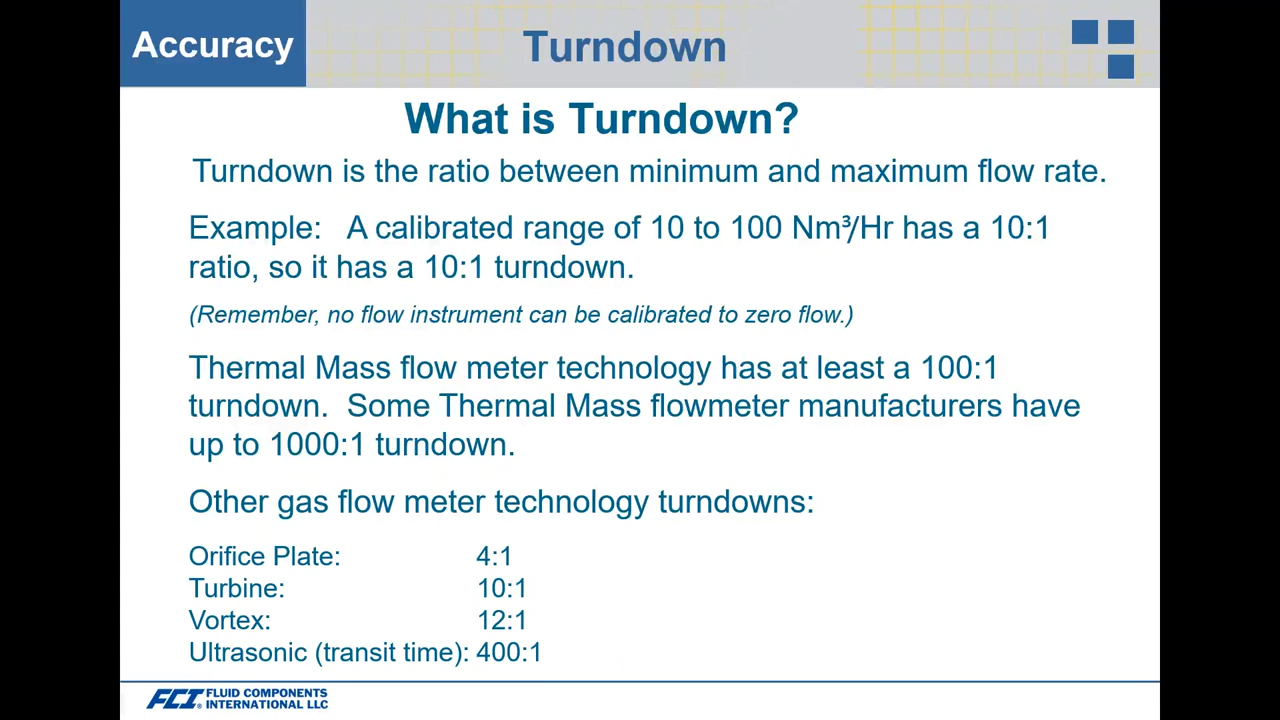 Accuracy
Turndown
What is Turndown?
Turndown is the ratio between minimum and maximum flow rate.
Example:   A calibrated range of 10 to 100 Nm³/Hr has a 10:1
ratio, so it has a 10:1 turndown.
(Remember, no flow instrument can be calibrated to zero flow.)
Thermal Mass flow meter technology has at least a 100:1
turndown.  Some Thermal Mass flowmeter manufacturers have
up to 1000:1 turndown.
Other gas flow meter technology turndowns:
Orifice Plate: 4:1
Turbine: 10:1
Vortex: 12:1
Ultrasonic (transit time): 400:1
FCI® FLUID COMPONENTS
INTERNATIONAL LLC